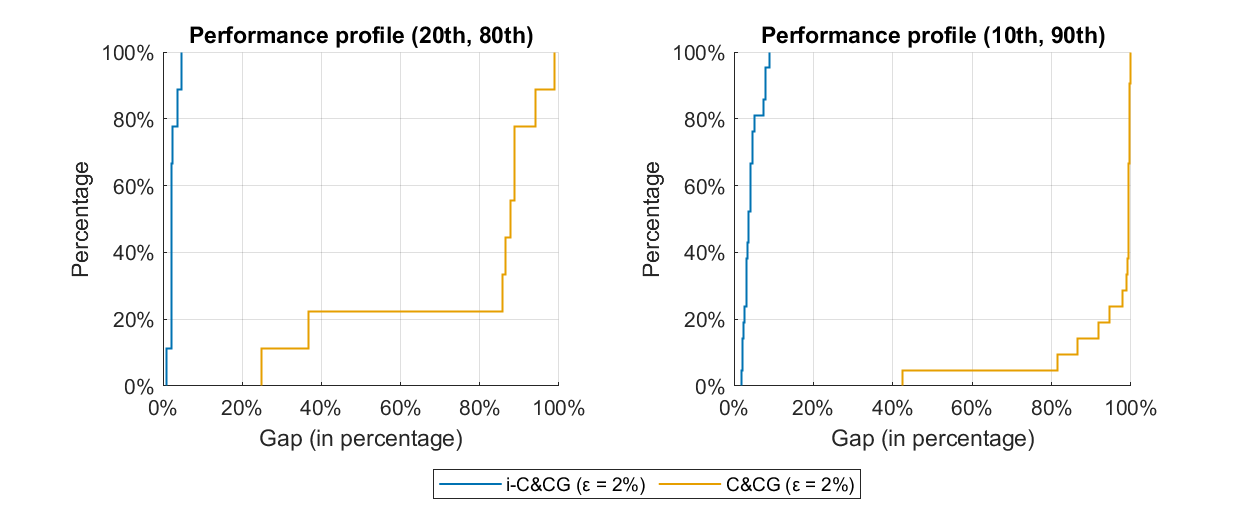 Performance profile (20th, 80th)
100%
80%
60%
40%
20%
0%
Percentage
0% 20% 40% 60% 80% 100%
Gap (in percentage)
Performance profile (10th, 90th)
100%
80%
60%
40%
20%
0%
Percentage
0% 20% 40% 60% 80% 100%
Gap (in percentage)
i-C&CG (ε = 2%) C&CG (ε = 2%)